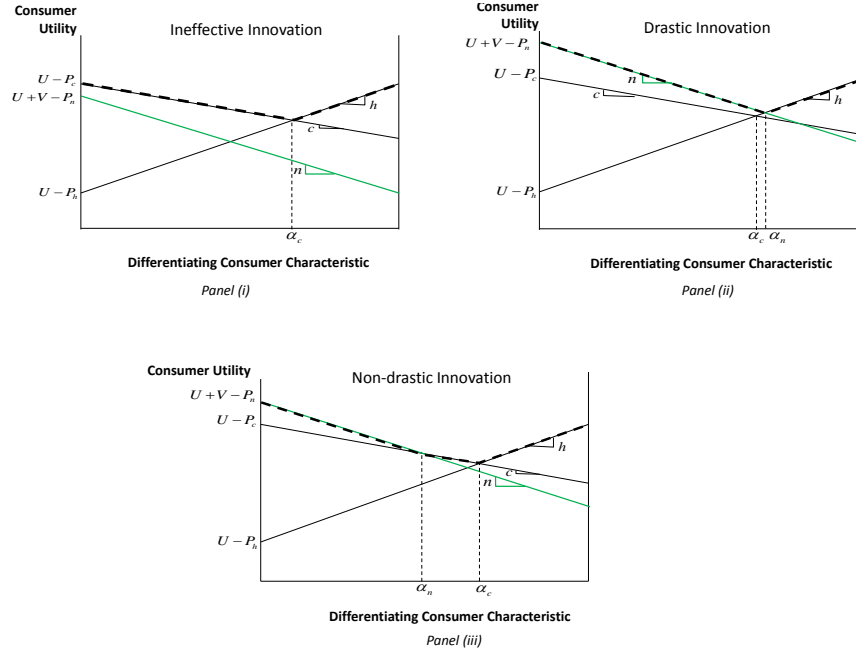 Consumer
Utility
Ineffective Innovation
U − P_c
U + V − P_n
h
c
n
U − P_h
α_c
Differentiating Consumer Characteristic
Panel (i)
Consumer
Utility
Drastic Innovation
U + V − P_n
n
U − P_c
c
h
U − P_h
α_c α_n
Differentiating Consumer Characteristic
Panel (ii)
Consumer Utility
Non-drastic Innovation
U + V − P_n
U − P_c
h
c
n
U − P_h
α_n α_c
Differentiating Consumer Characteristic
Panel (iii)